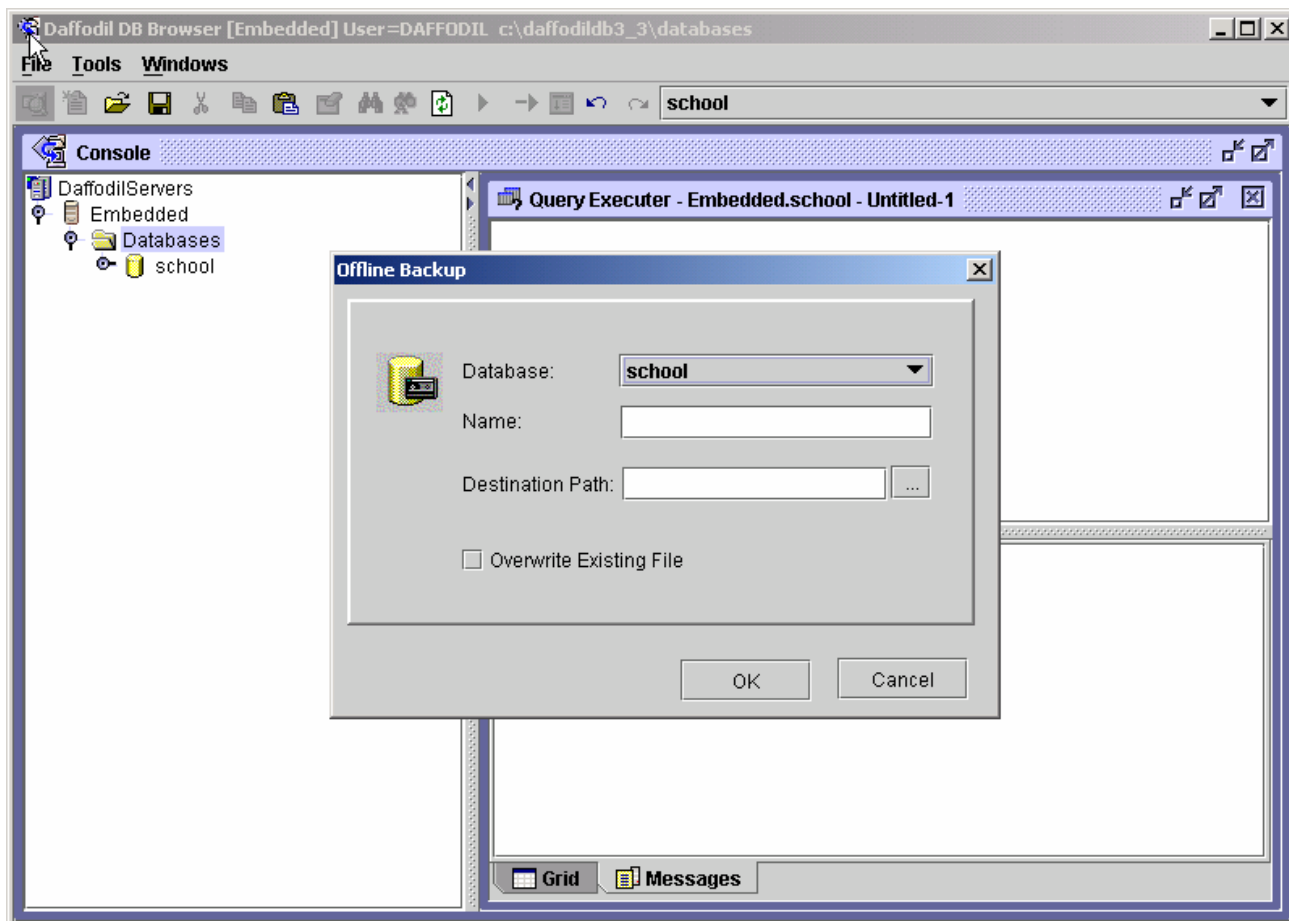 Daffodil DB Browser [Embedded] User=DAFFODIL c:\daffodildb3_3\databases
File Tools Windows
school
Console
DaffodilServers
Embedded
Databases
school
Query Executer - Embedded.school - Untitled-1
Offline Backup
Database:
school
Name:
Destination Path:
...
Overwrite Existing File
OK
Cancel
Grid
Messages